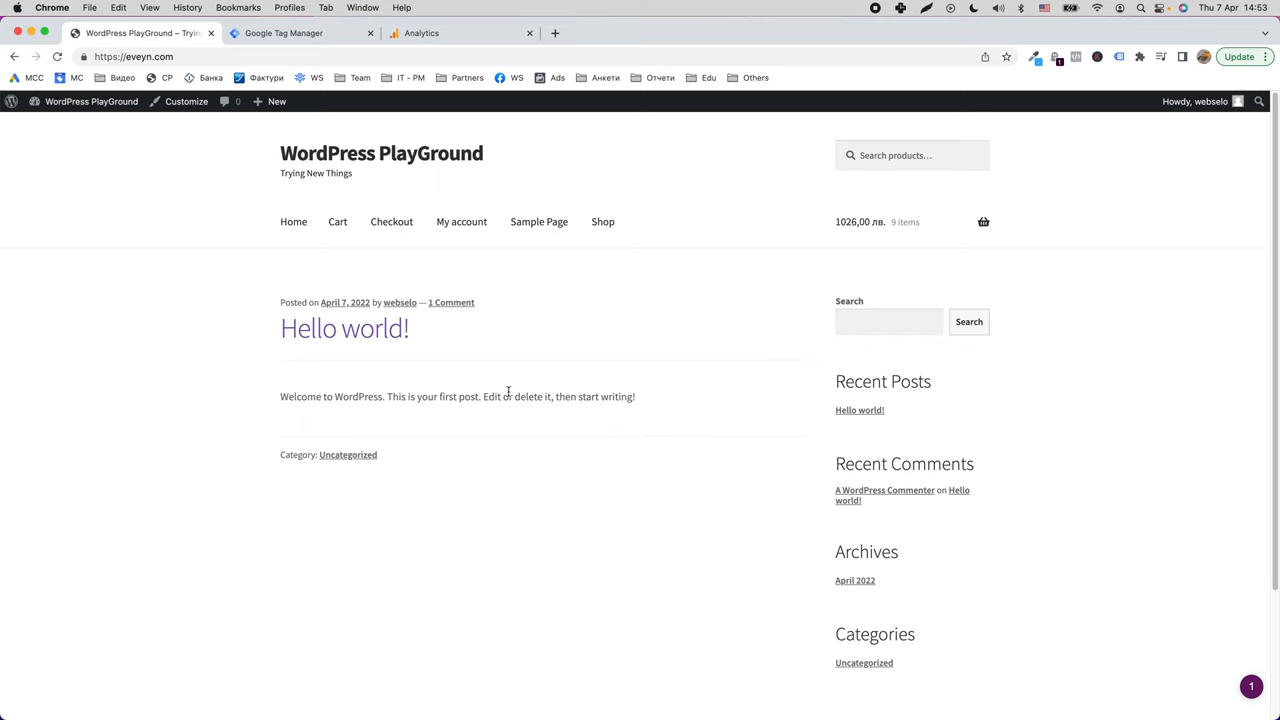 Chrome File Edit View History Bookmarks Profiles Tab Window Help Thu 7 Apr 14:53
WordPress PlayGround – Tryin Google Tag Manager Analytics
https://eveyn.com Update
МСС МС Видео СР Банка Фактури WS Team IT - PM Partners WS Ads Анкети Отчети Edu Others
WordPress PlayGround Customize 0 New Howdy, webselo
WordPress PlayGround
Trying New Things
Search products…
Home Cart Checkout My account Sample Page Shop
1026,00 лв. 9 items
Posted on April 7, 2022 by webselo — 1 Comment
Hello world!
Welcome to WordPress. This is your first post. Edit or delete it, then start writing!
Category: Uncategorized
Search
Search
Recent Posts
Hello world!
Recent Comments
A WordPress Commenter on Hello
world!
Archives
April 2022
Categories
Uncategorized
1